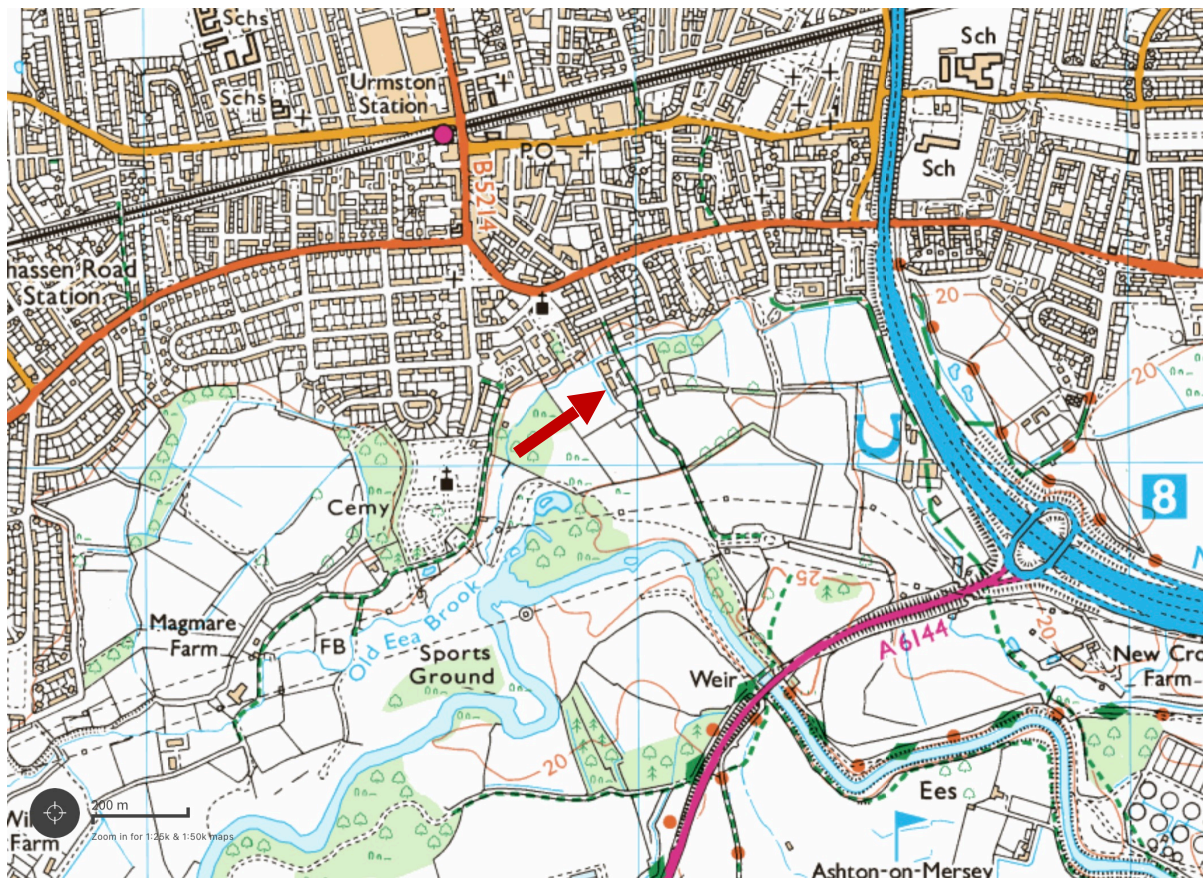 Schs
Sch
Urmston
Station
Schs
PO
Sch
B5214
hassen Road
Station
20
20
C
8
Cemy
Old Eea Brook
25
Magmare
Farm
FB
A6144
20
Sports
Ground
Weir
New Cro
Farm
20
Ees
200 m
Zoom in for 1:25k & 1:50k maps
Wil
Farm
Ashton-on-Mersey